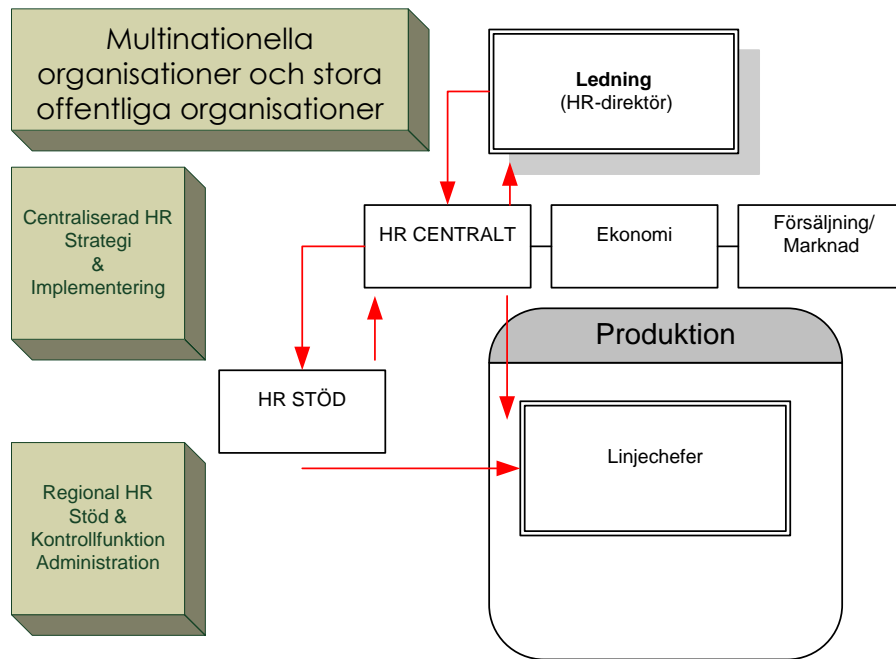 Multinationella
organisationer och stora
offentliga organisationer
Ledning
(HR-direktör)
Centraliserad HR
Strategi
&
Implementering
HR CENTRALT
Ekonomi
Försäljning/
Marknad
Produktion
HR STÖD
Linjechefer
Regional HR
Stöd &
Kontrollfunktion
Administration